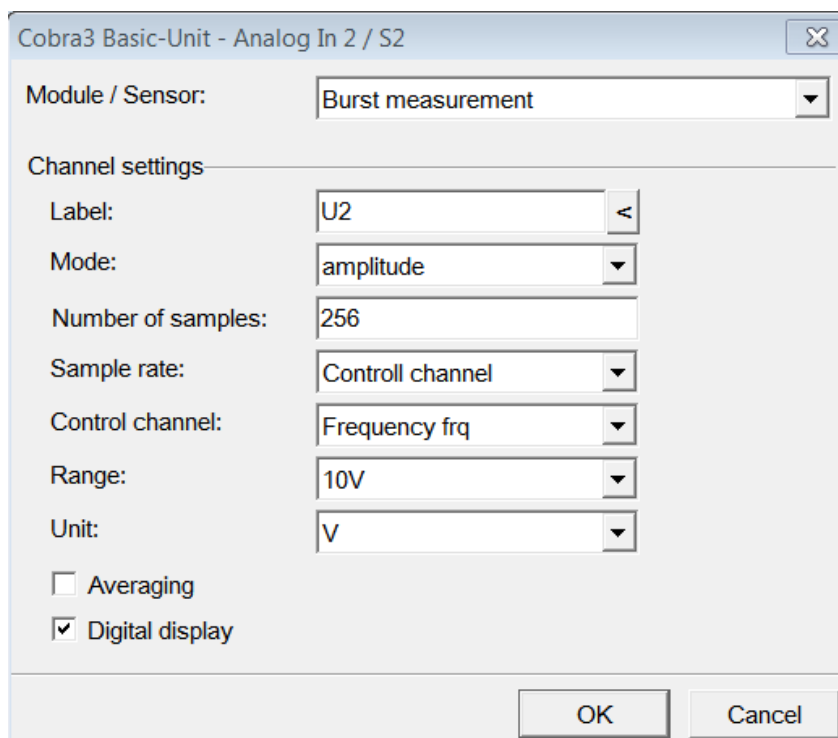 Cobra3 Basic-Unit - Analog In 2 / S2
Module / Sensor: Burst measurement
Channel settings
Label: U2 <
Mode: amplitude
Number of samples: 256
Sample rate: Controll channel
Control channel: Frequency frq
Range: 10V
Unit: V
Averaging
Digital display
OK Cancel